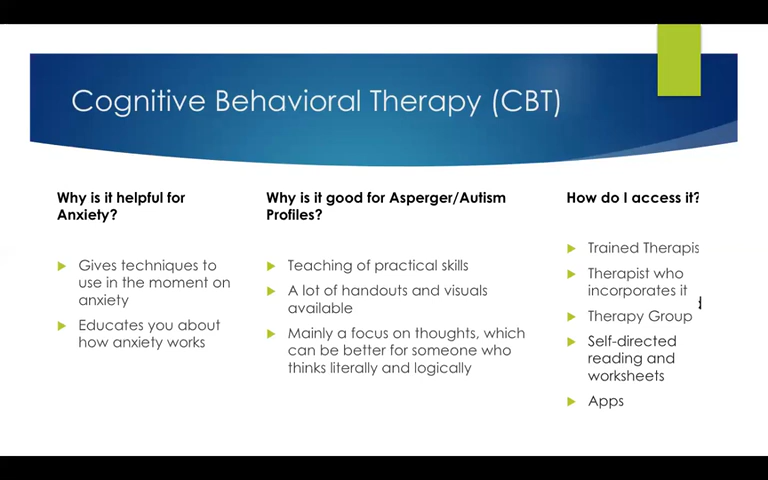 Cognitive Behavioral Therapy (CBT)
Why is it helpful for
Anxiety?
Gives techniques to
use in the moment on
anxiety
Educates you about
how anxiety works
Why is it good for Asperger/Autism
Profiles?
Teaching of practical skills
A lot of handouts and visuals
available
Mainly a focus on thoughts, which
can be better for someone who
thinks literally and logically
How do I access it?
Trained Therapis
Therapist who
incorporates it
Therapy Group
Self-directed
reading and
worksheets
Apps